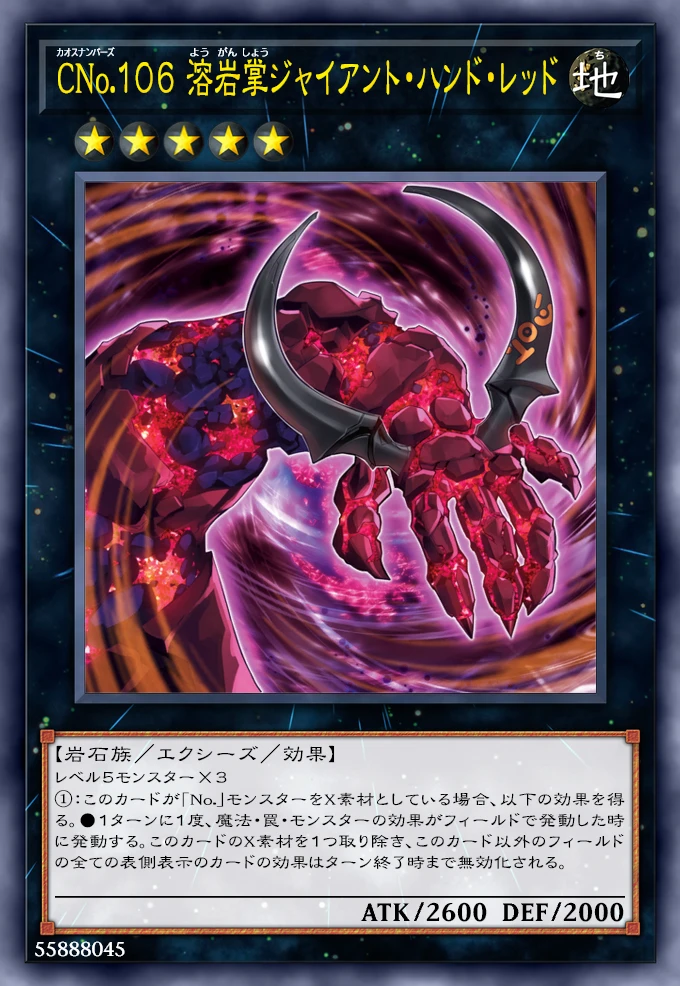 カオスナンバーズ よう がん しょう
CNo.106 溶岩掌ジャイアント・ハンド・レッド
ち
地
106
【岩石族/エクシーズ/効果】
レベル5モンスター×3
①:このカードが「No.」モンスターをX素材としている場合、以下の効果を得
る。●1ターンに1度、魔法・罠・モンスターの効果がフィールドで発動した時
に発動する。このカードのX素材を1つ取り除き、このカード以外のフィールド
の全ての表側表示のカードの効果はターン終了時まで無効化される。
ATK/2600 DEF/2000
55888045